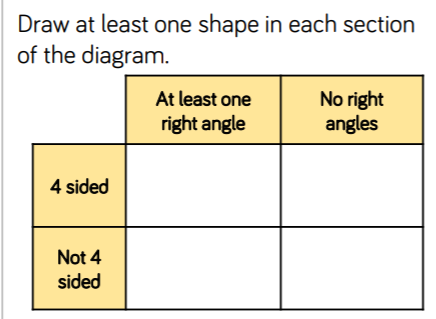 Draw at least one shape in each section
of the diagram.
At least one
right angle
No right
angles
4 sided
Not 4
sided